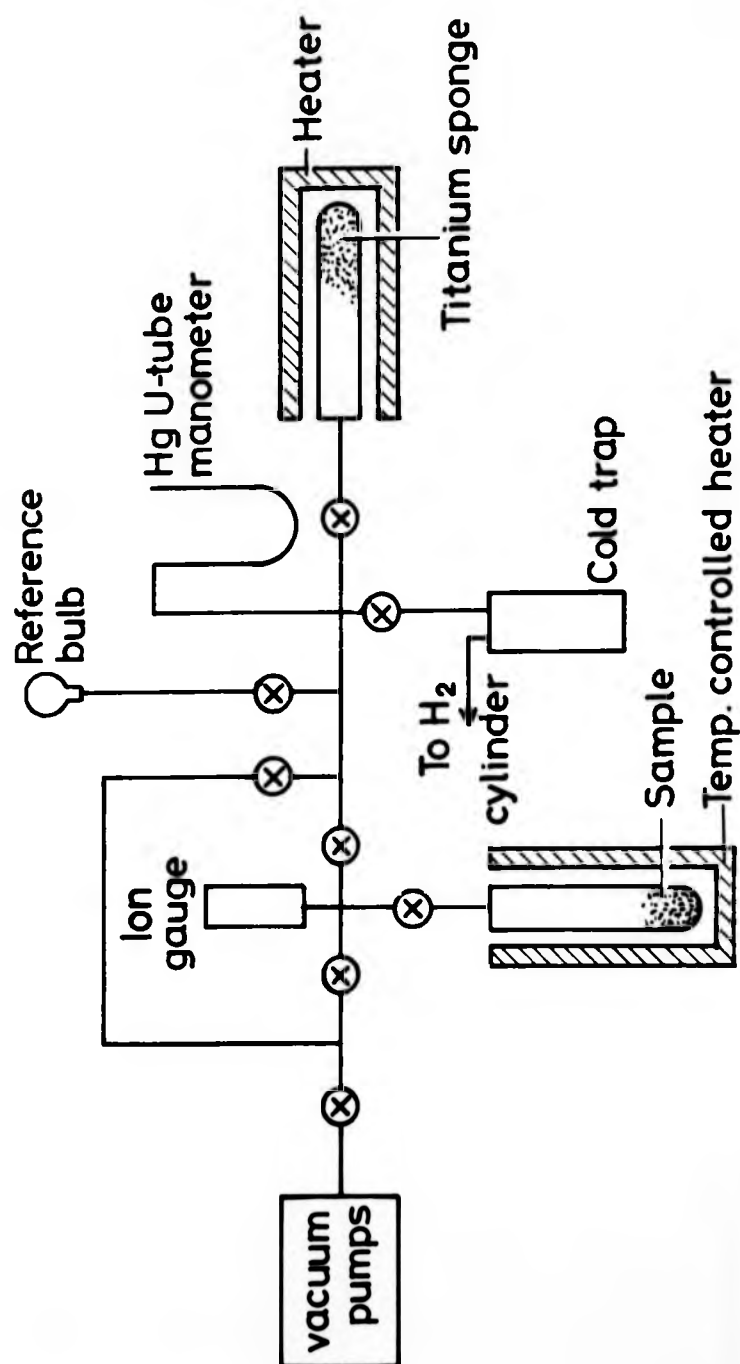 Heater
Titanium sponge
Hg U-tube
manometer
Reference
bulb
Cold trap
To H₂
cylinder
Ion
gauge
Sample
Temp. controlled heater
vacuum
pumps